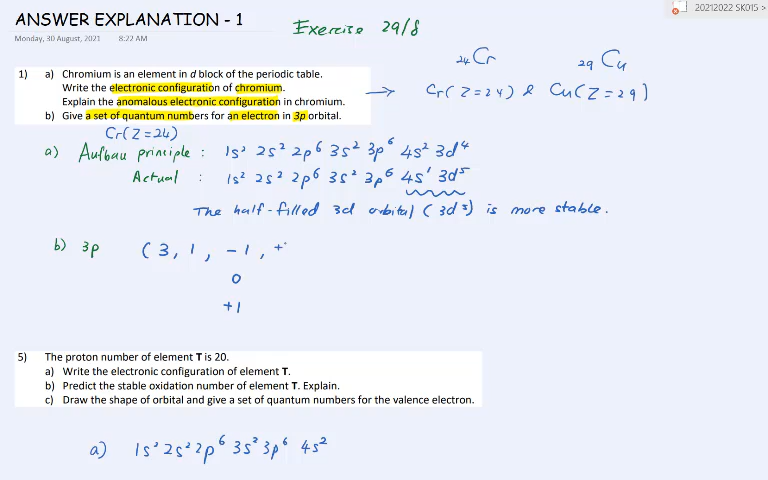 20212022 SK015 >
ANSWER EXPLANATION - 1
Monday, 30 August, 2021 8:22 AM
Exercise 29/8
₂₄Cr ₂₉Cu
1) a) Chromium is an element in d block of the periodic table.
Write the electronic configuration of chromium.
Explain the anomalous electronic configuration in chromium.
b) Give a set of quantum numbers for an electron in 3p orbital.
→ Cr(Z=24) & Cu(Z=29)
Cr(Z=24)
a) Aufbau principle : 1s² 2s² 2p⁶ 3s² 3p⁶ 4s² 3d⁴
Actual : 1s² 2s² 2p⁶ 3s² 3p⁶ 4s¹ 3d⁵
The half-filled 3d orbital (3d⁵) is more stable.
b) 3p (3, 1, -1, +
0
+1
5) The proton number of element T is 20.
a) Write the electronic configuration of element T.
b) Predict the stable oxidation number of element T. Explain.
c) Draw the shape of orbital and give a set of quantum numbers for the valence electron.
a) 1s² 2s² 2p⁶ 3s² 3p⁶ 4s²